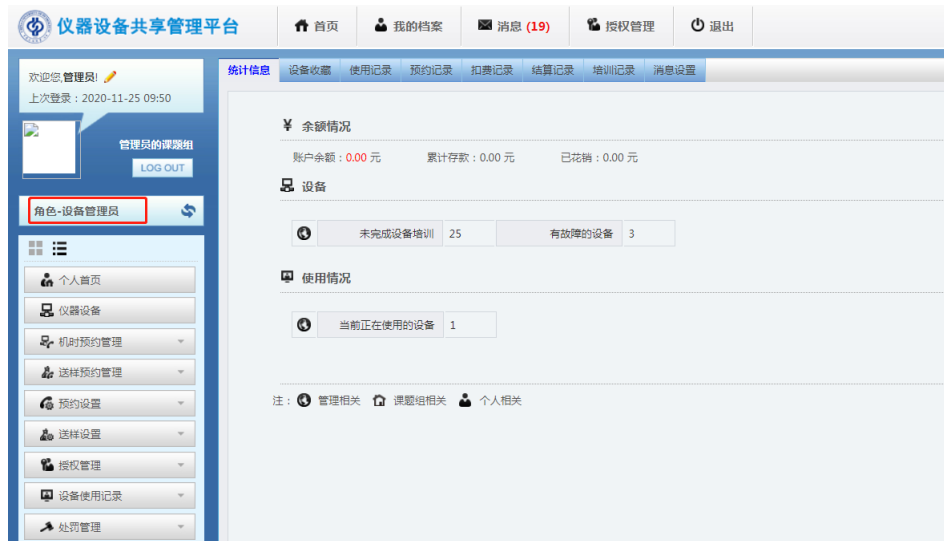 仪器设备共享管理平台 首页 我的档案 消息 (19) 授权管理 退出
欢迎您,管理员!
上次登录：2020-11-25 09:50
管理员的课题组
LOG OUT
角色-设备管理员
个人首页
仪器设备
机时预约管理
送样预约管理
预约设置
送样设置
授权管理
设备使用记录
处罚管理
统计信息 设备收藏 使用记录 预约记录 扣费记录 结算记录 培训记录 消息设置
¥ 余额情况
账户余额：0.00 元 累计存款：0.00 元 已花销：0.00 元
设备
未完成设备培训 25 有故障的设备 3
使用情况
当前正在使用的设备 1
注： 管理相关 课题组相关 个人相关